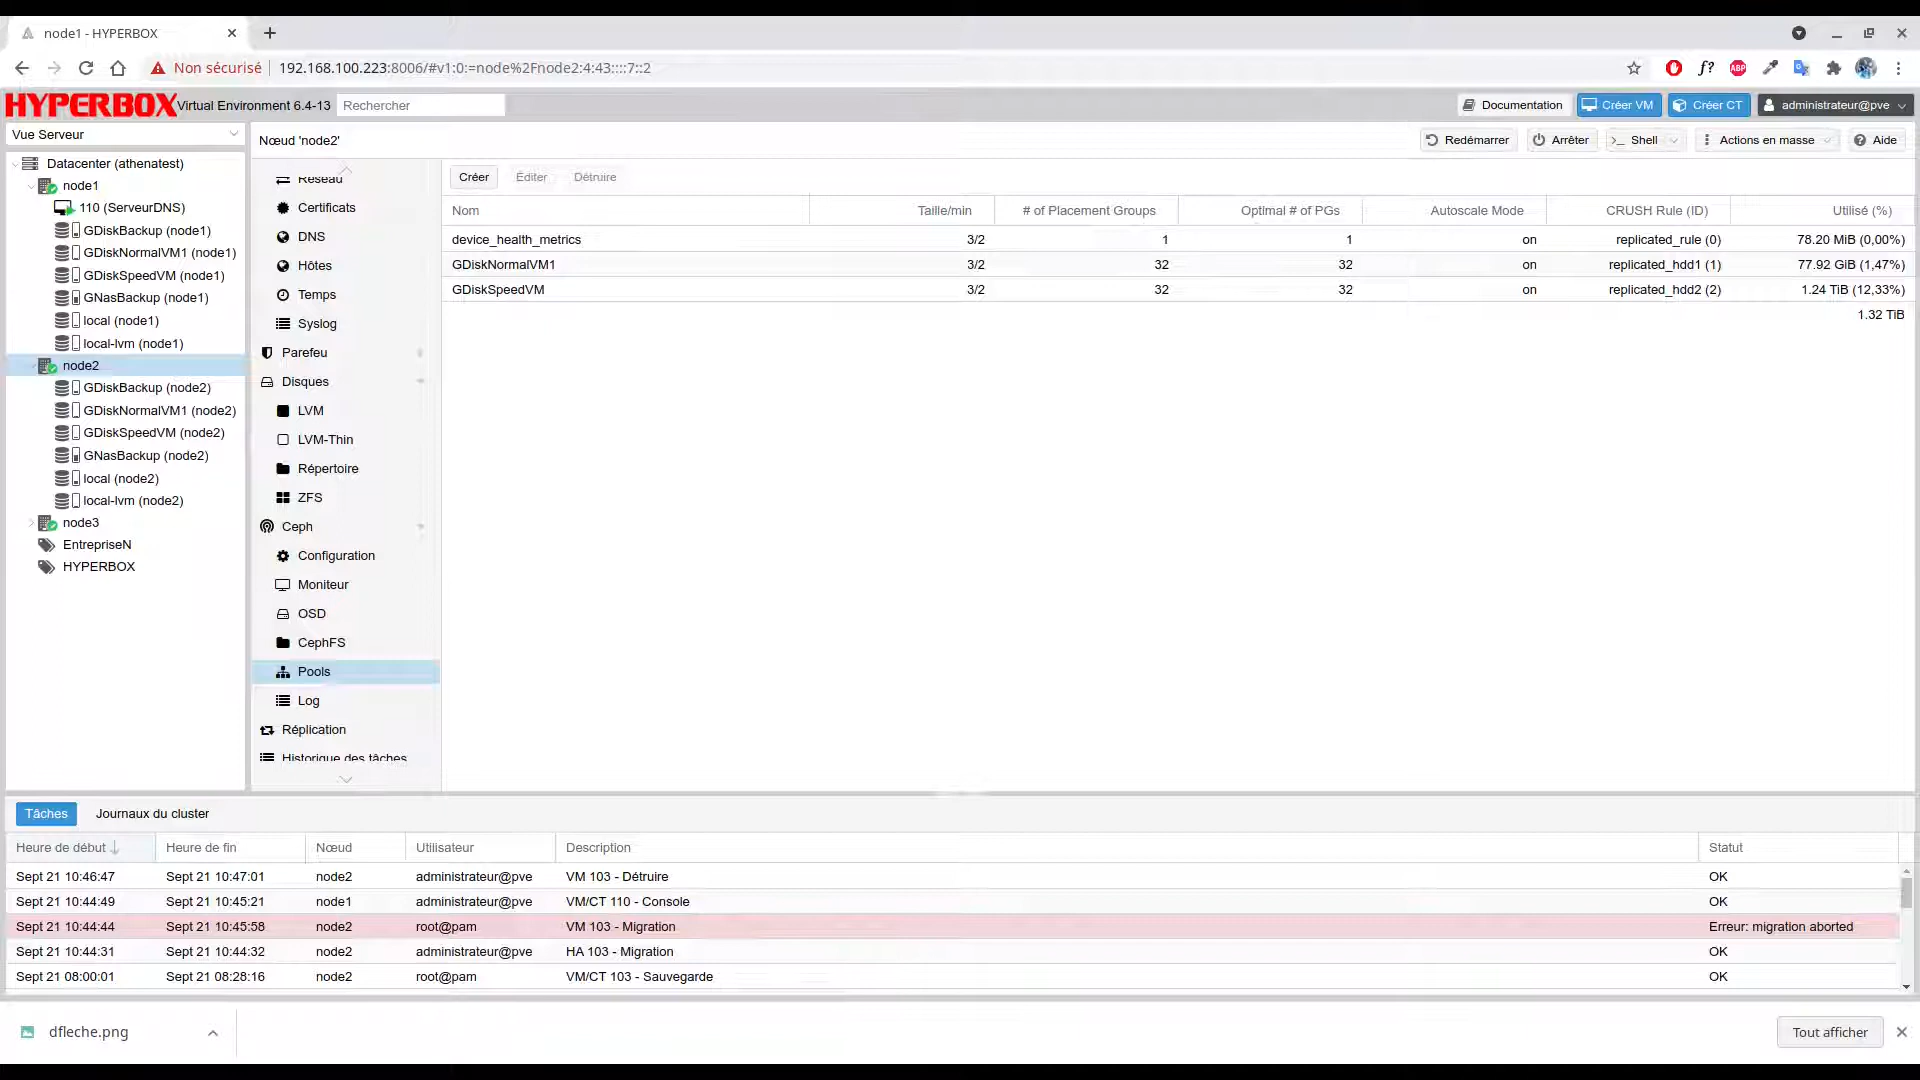 node1 - HYPERBOX
Non sécurisé 192.168.100.223:8006/#v1:0:=node%2Fnode2:4:43::::7::2
f? ABP
HYPERBOX Virtual Environment 6.4-13 Rechercher Documentation Créer VM Créer CT administrateur@pve
Vue Serveur
Nœud 'node2' Redémarrer Arrêter Shell Actions en masse Aide
Datacenter (athenatest)
node1
110 (ServeurDNS)
GDiskBackup (node1)
GDiskNormalVM1 (node1)
GDiskSpeedVM (node1)
GNasBackup (node1)
local (node1)
local-lvm (node1)
node2
GDiskBackup (node2)
GDiskNormalVM1 (node2)
GDiskSpeedVM (node2)
GNasBackup (node2)
local (node2)
local-lvm (node2)
node3
EntrepriseN
HYPERBOX
Réseau
Certificats
DNS
Hôtes
Temps
Syslog
Parefeu
Disques
LVM
LVM-Thin
Répertoire
ZFS
Ceph
Configuration
Moniteur
OSD
CephFS
Pools
Log
Réplication
Historique des tâches
Créer Éditer Détruire
Nom Taille/min # of Placement Groups Optimal # of PGs Autoscale Mode CRUSH Rule (ID) Utilisé (%)
device_health_metrics 3/2 1 1 on replicated_rule (0) 78.20 MiB (0,00%)
GDiskNormalVM1 3/2 32 32 on replicated_hdd1 (1) 77.92 GiB (1,47%)
GDiskSpeedVM 3/2 32 32 on replicated_hdd2 (2) 1.24 TiB (12,33%)
1.32 TiB
Tâches Journaux du cluster
Heure de début Heure de fin Nœud Utilisateur Description Statut
Sept 21 10:46:47 Sept 21 10:47:01 node2 administrateur@pve VM 103 - Détruire OK
Sept 21 10:44:49 Sept 21 10:45:21 node1 administrateur@pve VM/CT 110 - Console OK
Sept 21 10:44:44 Sept 21 10:45:58 node2 root@pam VM 103 - Migration Erreur: migration aborted
Sept 21 10:44:31 Sept 21 10:44:32 node2 administrateur@pve HA 103 - Migration OK
Sept 21 08:00:01 Sept 21 08:28:16 node2 root@pam VM/CT 103 - Sauvegarde OK
dfleche.png Tout afficher